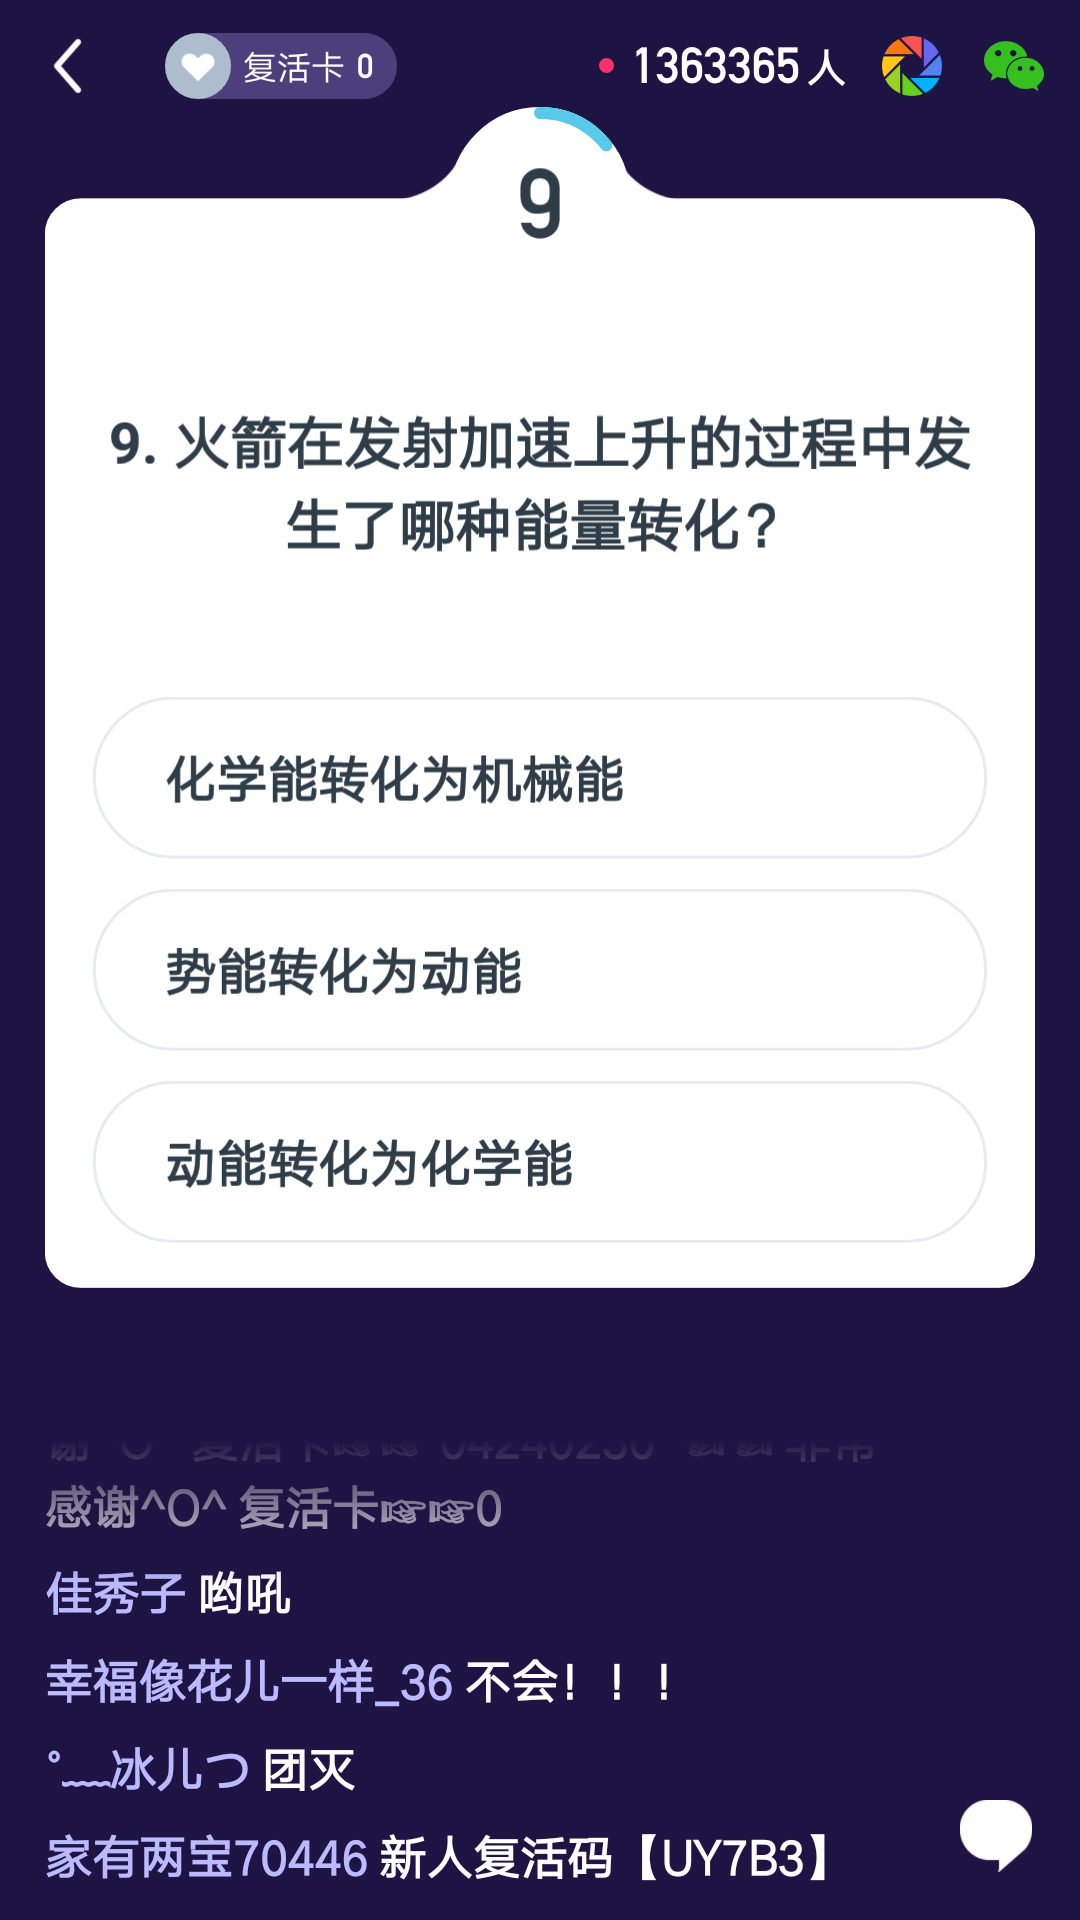 复活卡 0
1363365 人
9
9. 火箭在发射加速上升的过程中发
生了哪种能量转化？
化学能转化为机械能
势能转化为动能
动能转化为化学能
感谢^O^ 复活卡☞☞0
佳秀子 哟吼
幸福像花儿一样_36 不会！！！
°﹏冰儿つ 团灭
家有两宝70446 新人复活码【UY7B3】